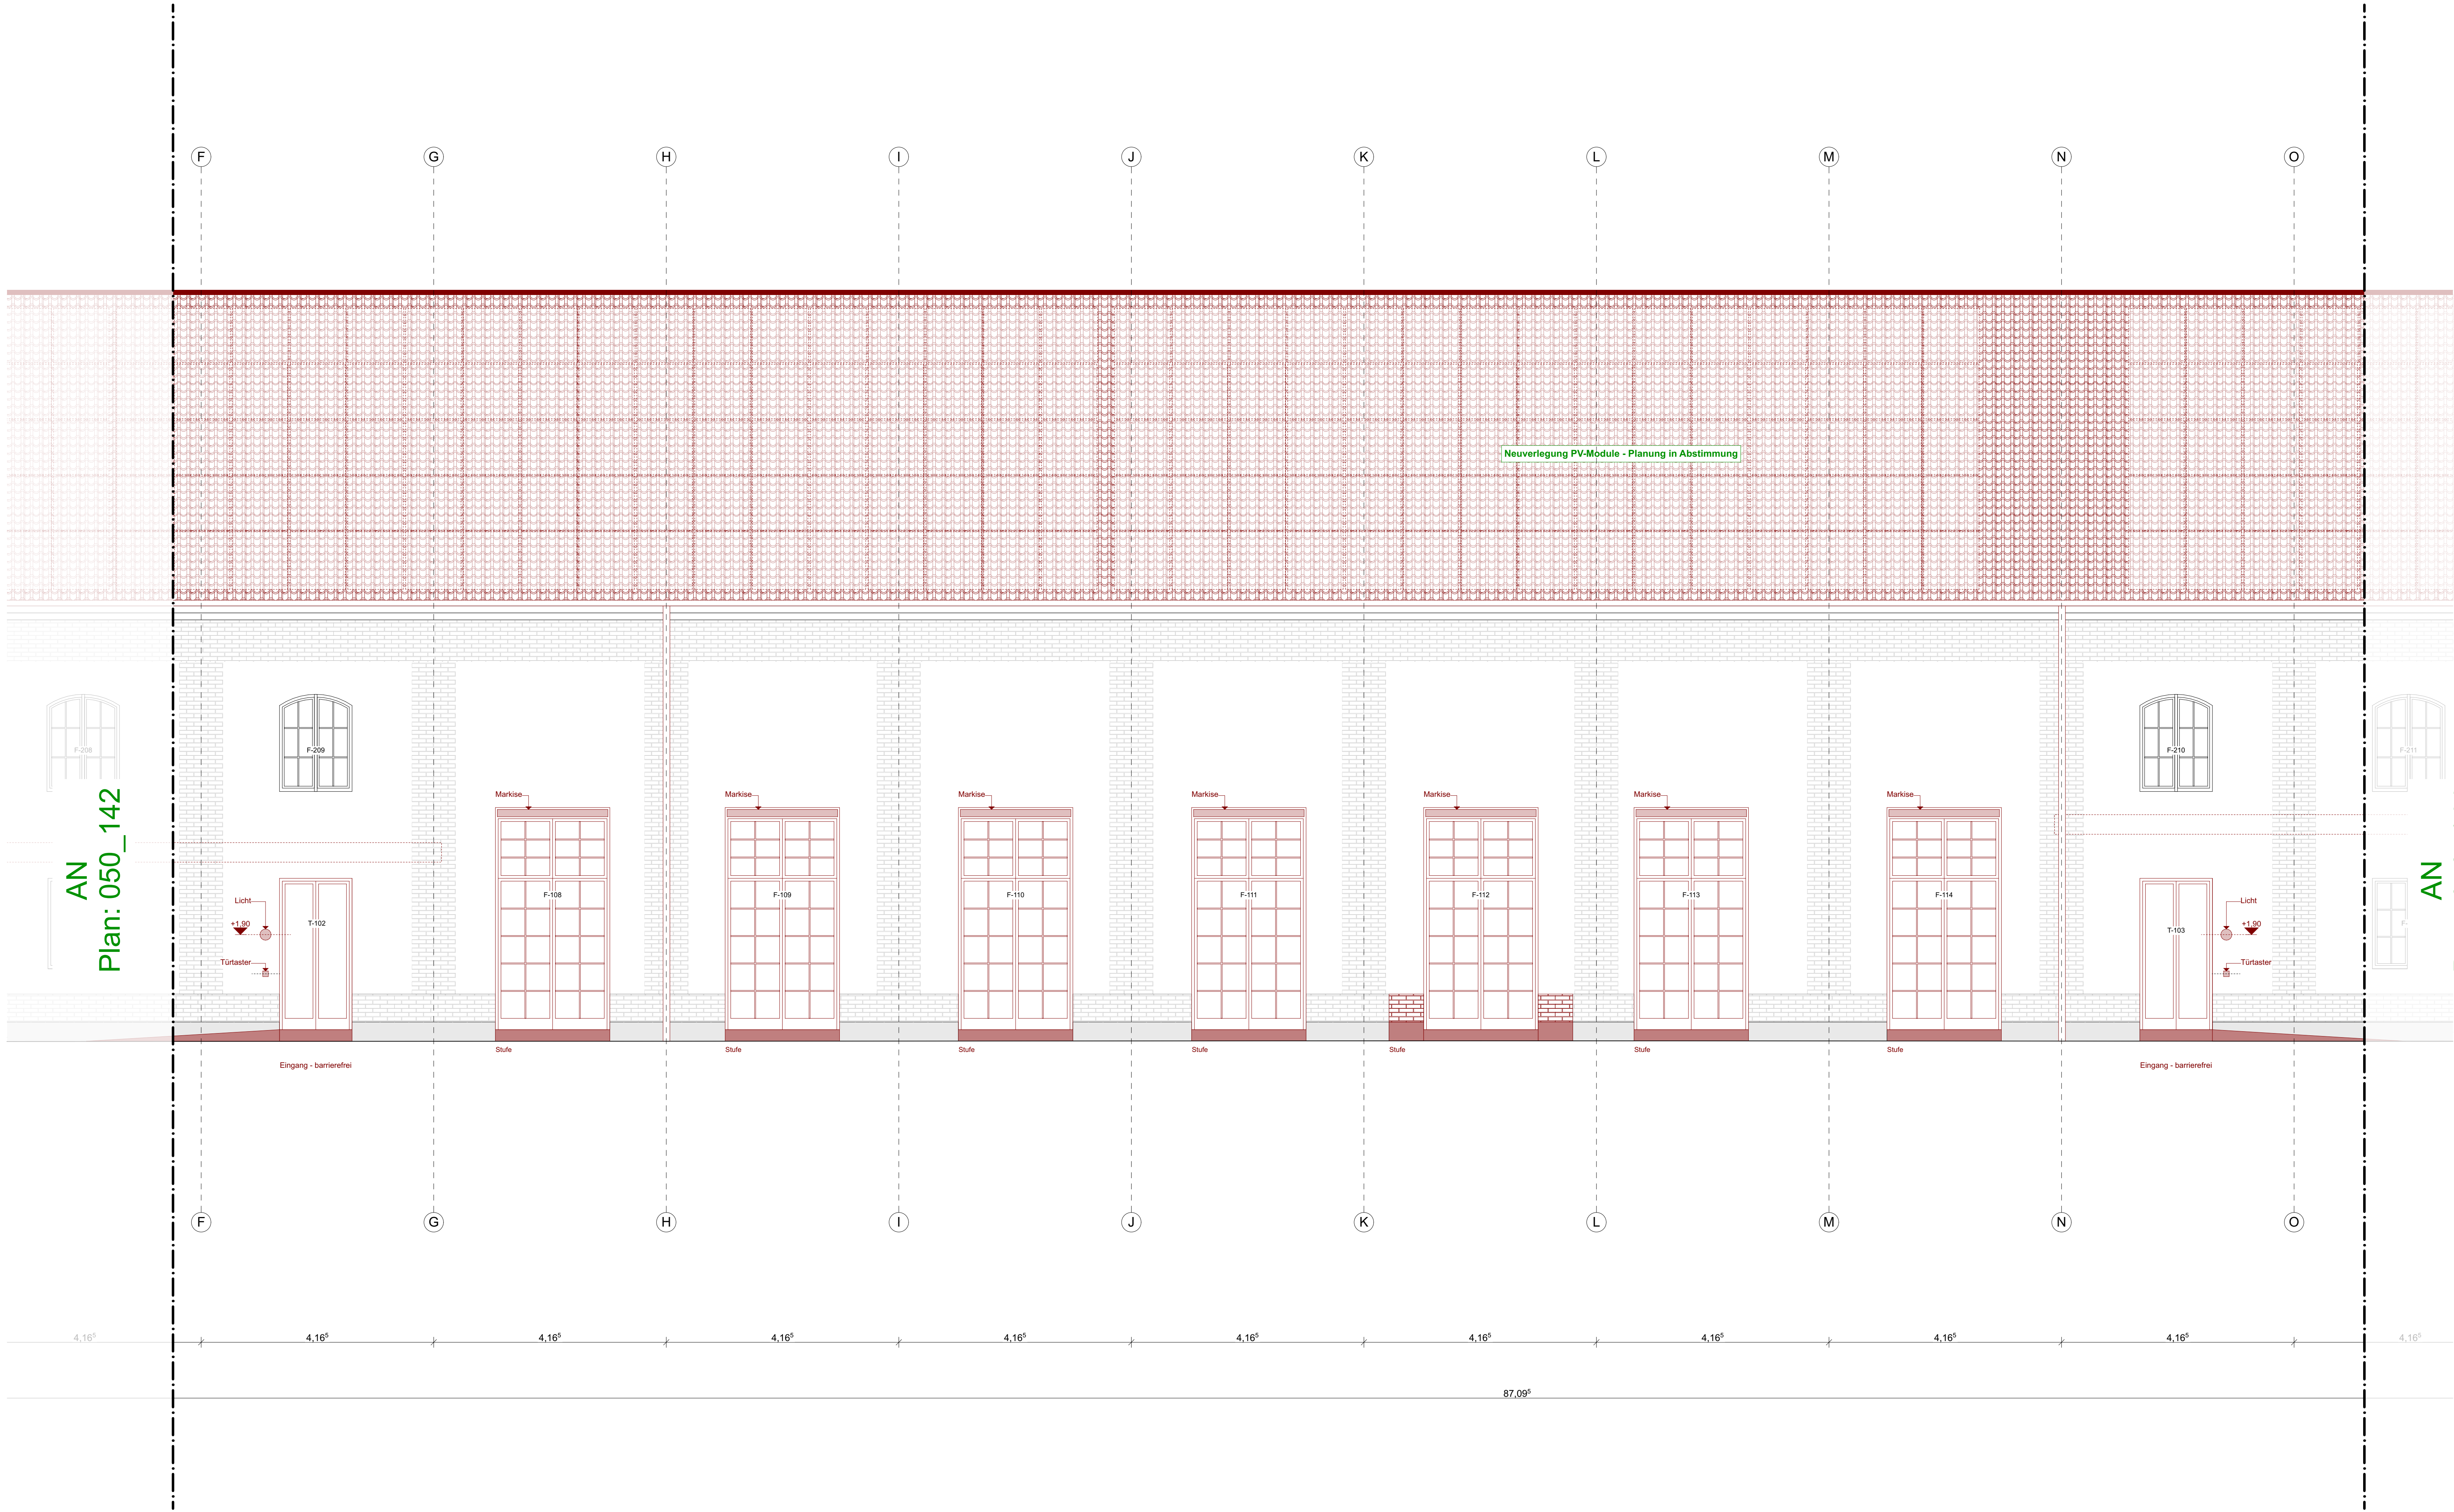 F G H I J K L M N O
Neuverlegung PV-Module - Planung in Abstimmung
F-208
F-209
F-210
F-211
Markise Markise Markise Markise Markise Markise Markise
AN
Plan: 050_142
AN
F-108 F-109 F-110 F-111 F-112 F-113 F-114
Licht
+1,90
T-102
Türtaster
Licht
+1,90
T-103
Türtaster
Stufe Stufe Stufe Stufe Stufe Stufe Stufe
Eingang - barrierefrei
Eingang - barrierefrei
F G H I J K L M N O
4,16⁵ 4,16⁵ 4,16⁵ 4,16⁵ 4,16⁵ 4,16⁵ 4,16⁵ 4,16⁵ 4,16⁵ 4,16⁵ 4,16⁵
87,09⁵